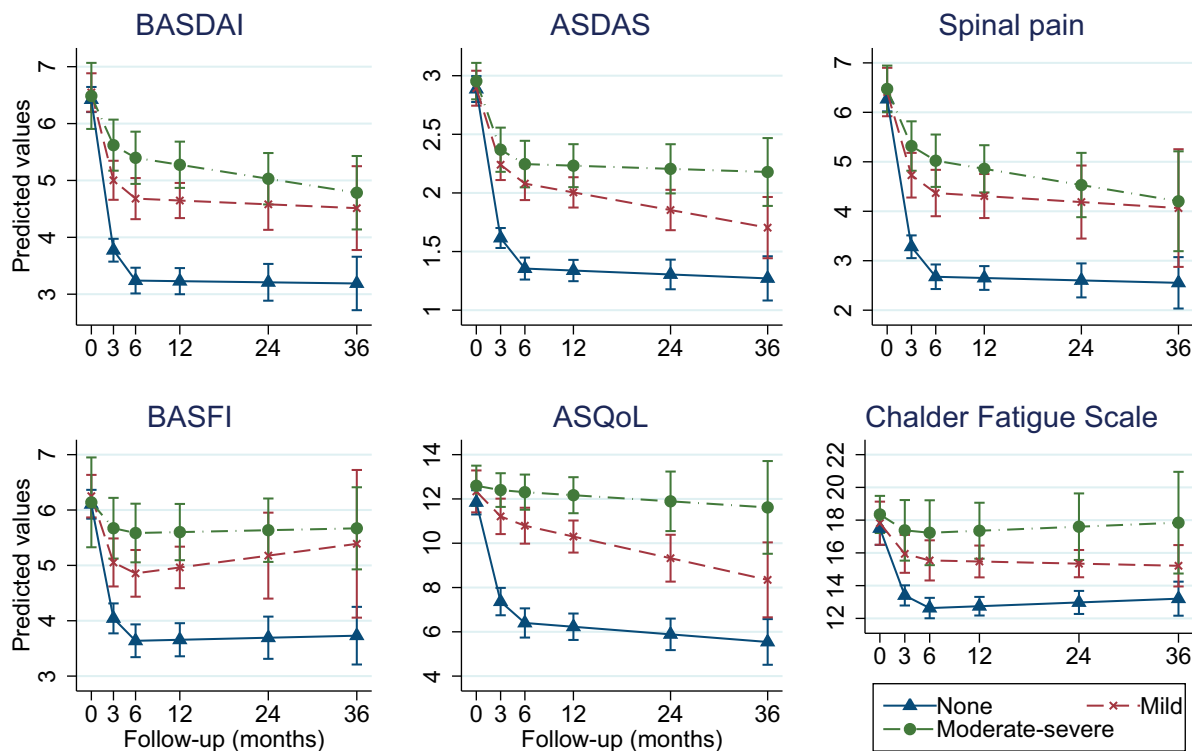 BASDAI
ASDAS
Spinal pain
Predicted values
7
6
5
4
3
0 3 6 12 24 36
3
2.5
2
1.5
1
0 3 6 12 24 36
7
6
5
4
3
2
0 3 6 12 24 36
BASFI
ASQoL
Chalder Fatigue Scale
Predicted values
7
6
5
4
3
0 3 6 12 24 36
Follow-up (months)
14
12
10
8
6
4
0 3 6 12 24 36
Follow-up (months)
22
20
18
16
14
12
0 3 6 12 24 36
None
Mild
Moderate-severe